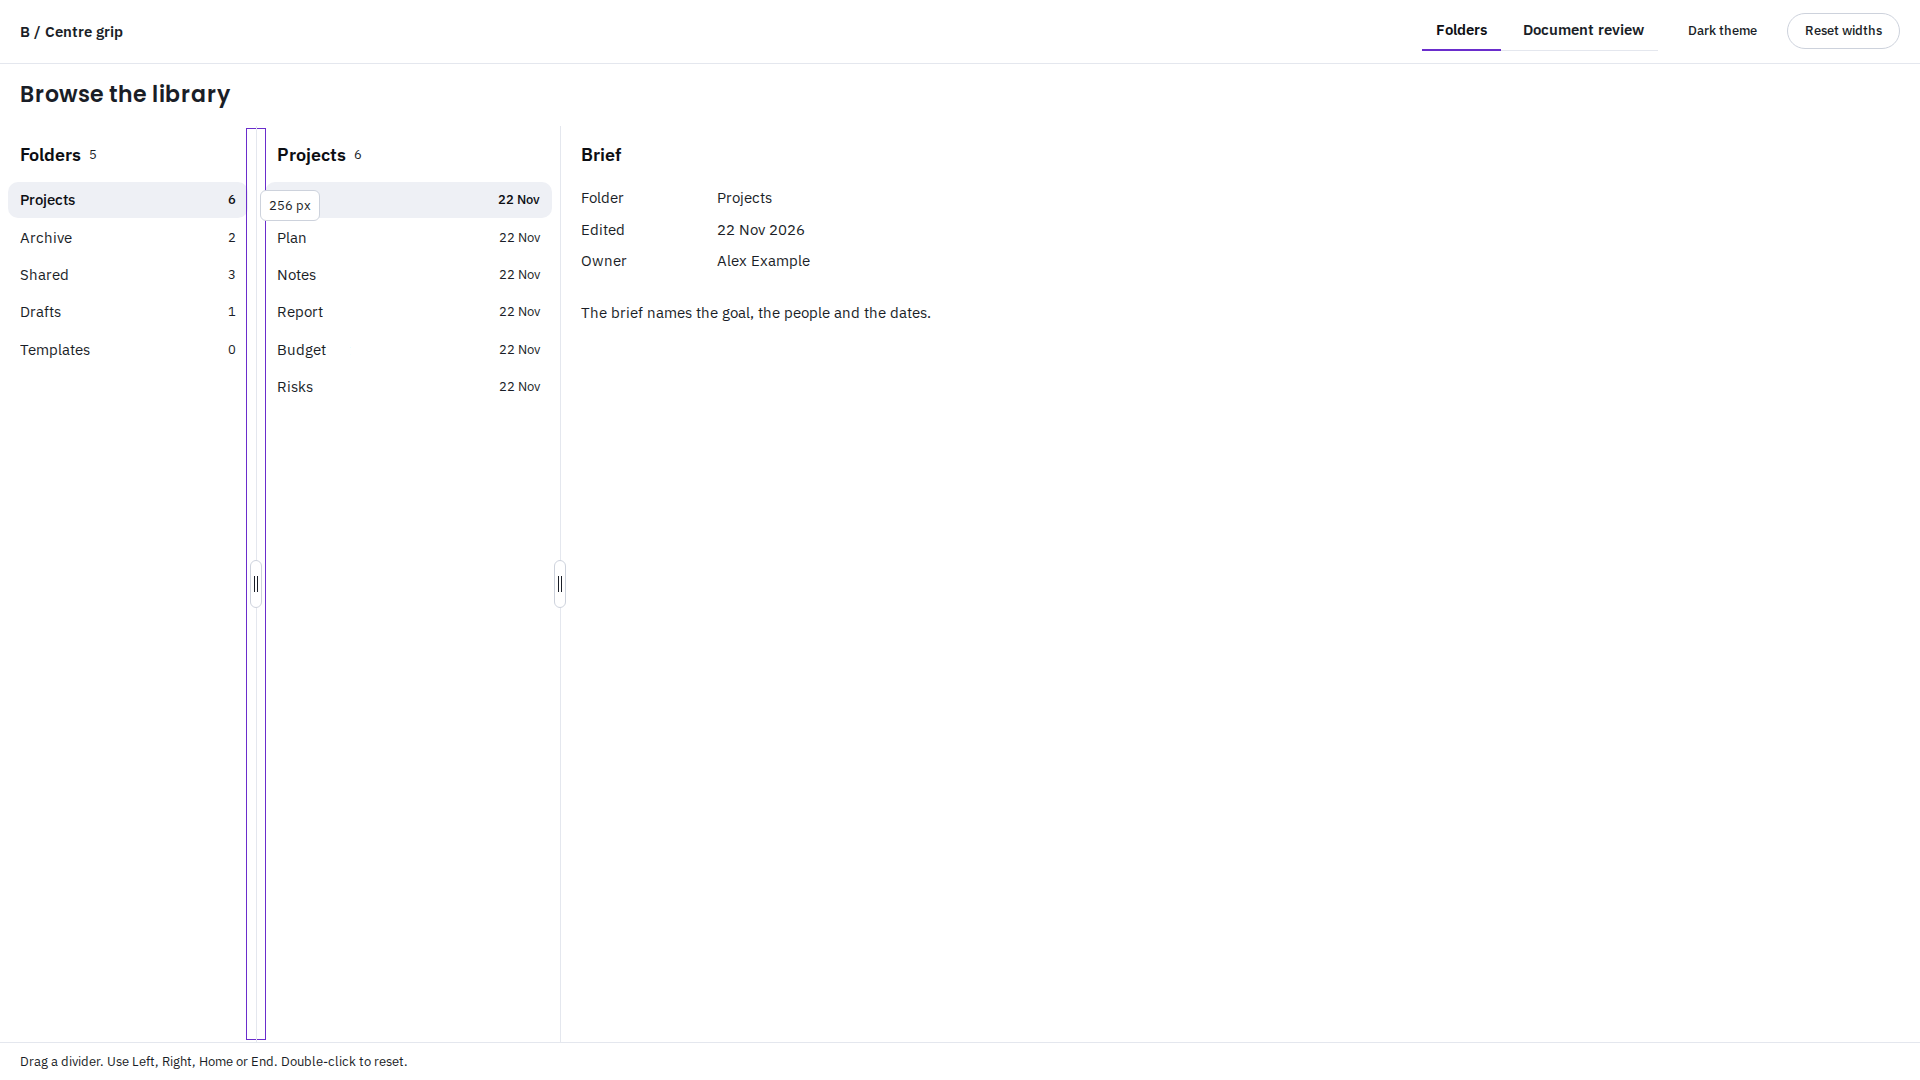 B / Centre grip
Folders
Document review
Dark theme
Reset widths
Browse the library
Folders 5
Projects 6
Archive 2
Shared 3
Drafts 1
Templates 0
256 px
Projects 6
22 Nov
Plan 22 Nov
Notes 22 Nov
Report 22 Nov
Budget 22 Nov
Risks 22 Nov
Brief
Folder Projects
Edited 22 Nov 2026
Owner Alex Example
The brief names the goal, the people and the dates.
Drag a divider. Use Left, Right, Home or End. Double-click to reset.